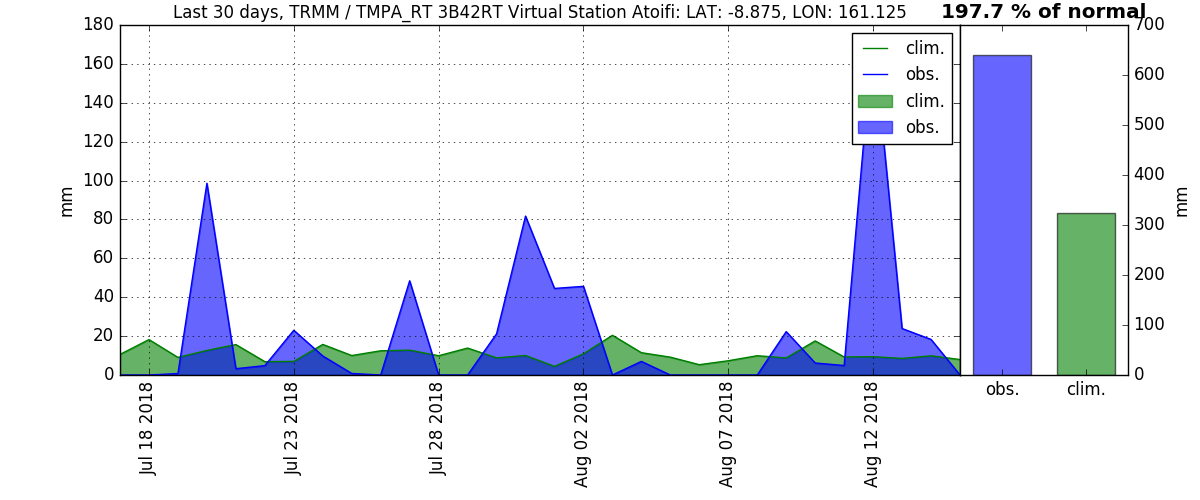 Last 30 days, TRMM / TMPA_RT 3B42RT Virtual Station Atoifi: LAT: -8.875, LON: 161.125
197.7 % of normal
180
160
140
120
100
80
60
40
20
0
mm
clim.
obs.
clim.
obs.
Jul 18 2018
Jul 23 2018
Jul 28 2018
Aug 02 2018
Aug 07 2018
Aug 12 2018
700
600
500
400
300
200
100
0
mm
obs.
clim.